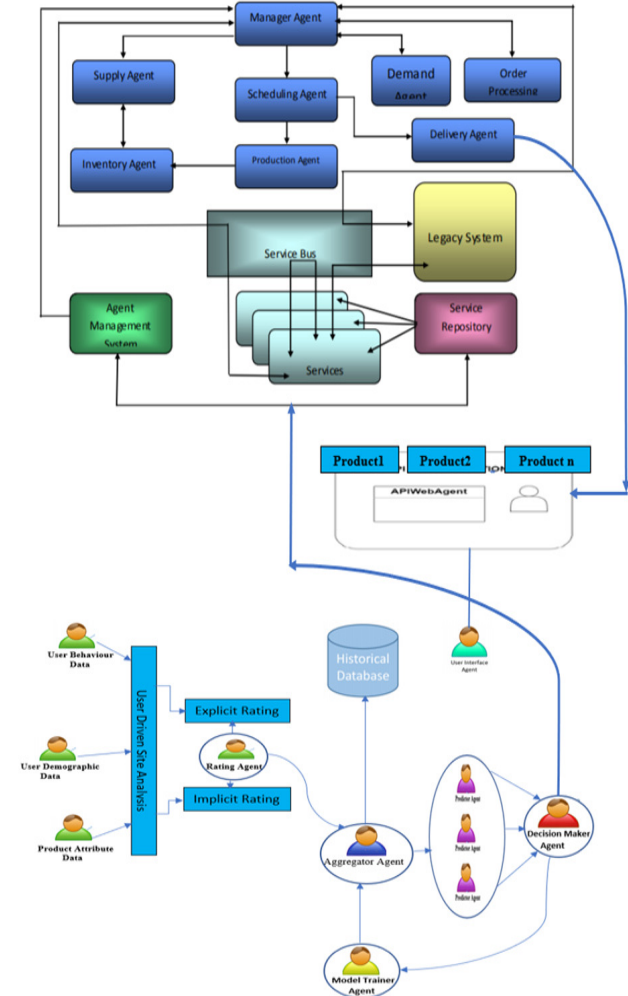 Manager Agent
Supply Agent
Scheduling Agent
Demand
Agent
Order
Processing
Delivery Agent
Inventory Agent
Production Agent
Legacy System
Service Bus
Agent
Management
System
Service
Repository
Services
Product1
Product2
Product n
APIWebAgent
User Interface
Agent
User Behaviour
Data
Historical
Database
User Driven Site Analysis
Explicit Rating
Rating Agent
User Demographic
Data
Implicit Rating
Product Attribute
Data
Aggregator Agent
Predictor Agent
Predictor Agent
Predictor Agent
Decision Maker
Agent
Model Trainer
Agent